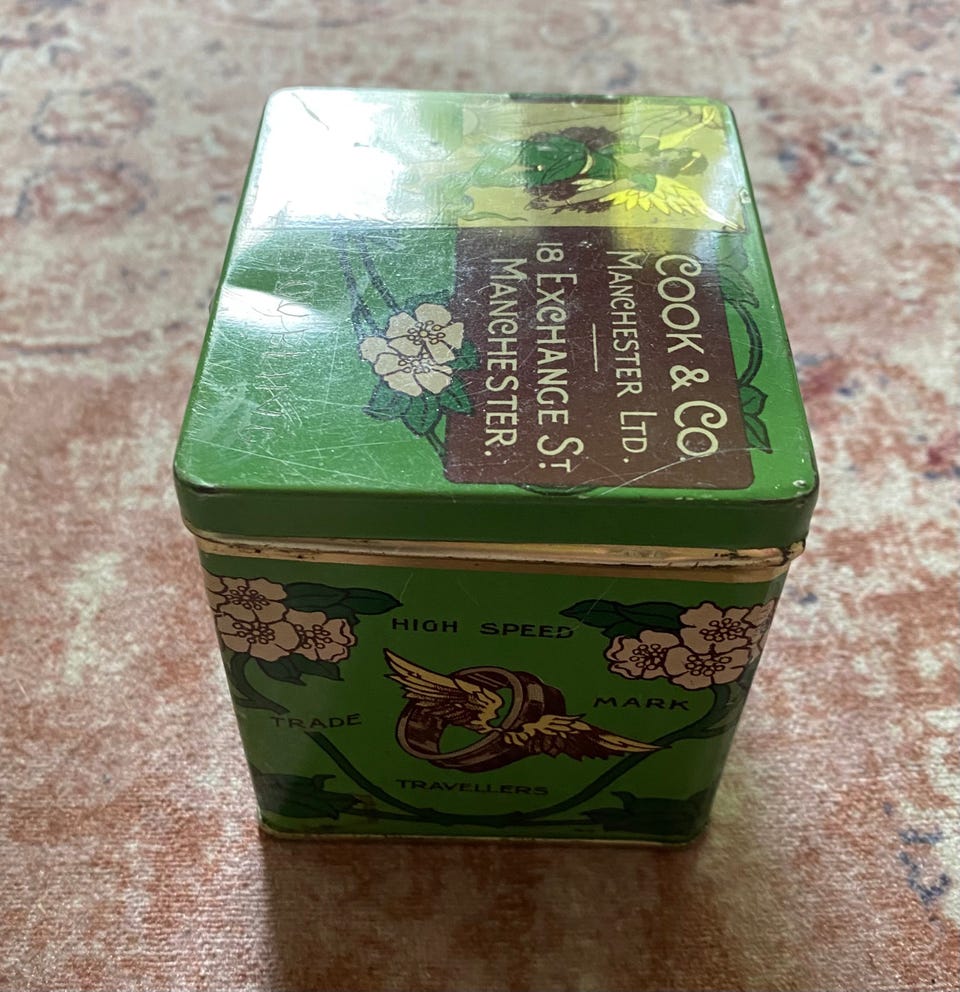 COOK & CO.
MANCHESTER LTD.
18 EXCHANGE ST
MANCHESTER.
HIGH SPEED
TRADE MARK
TRAVELLERS